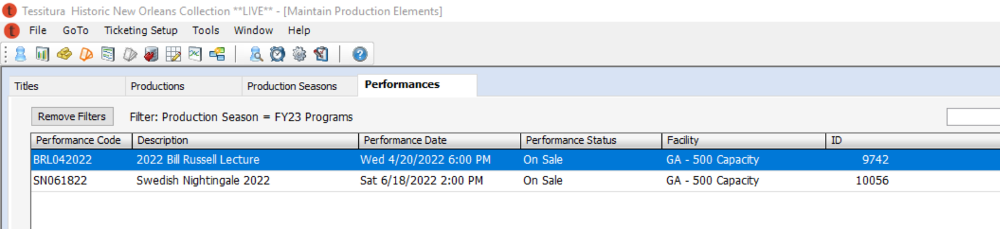 Tessitura Historic New Orleans Collection **LIVE** - [Maintain Production Elements]
File GoTo Ticketing Setup Tools Window Help
Titles Productions Production Seasons Performances
Remove Filters Filter: Production Season = FY23 Programs
Performance Code Description Performance Date Performance Status Facility ID
BRL042022 2022 Bill Russell Lecture Wed 4/20/2022 6:00 PM On Sale GA - 500 Capacity 9742
SN061822 Swedish Nightingale 2022 Sat 6/18/2022 2:00 PM On Sale GA - 500 Capacity 10056